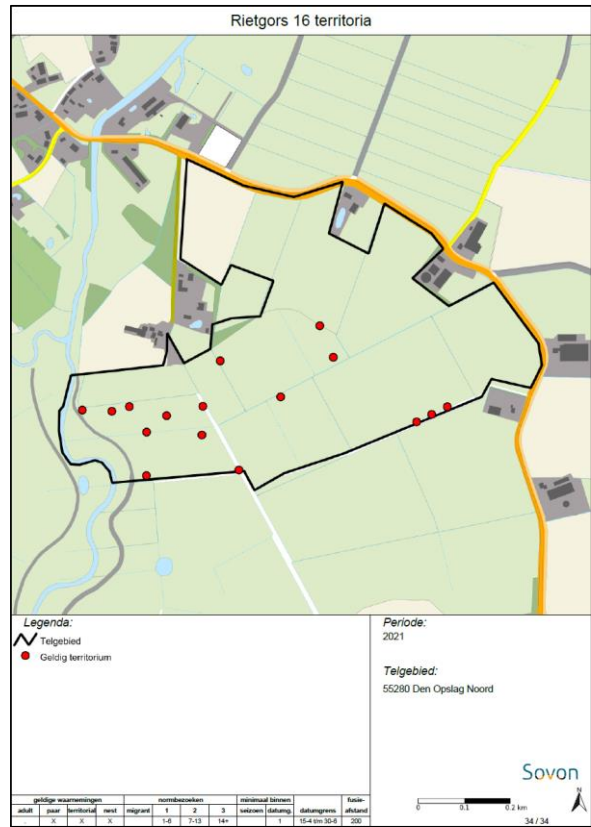 Rietgors 16 territoria
Legenda:
Telgebied
Geldig territorium
Periode:
2021
Telgebied:
55280 Den Opslag Noord
Sovon
N
0 0.1 0.2 km
34 / 34
geldige waarnemingen normbezoeken minimaal binnen fusie-
adult paar territoriaal nest migrant 1 2 3 seizoen datumg. datumgrens afstand
. X X X 1-6 7-13 14+ 1 15-4 t/m 30-6 200